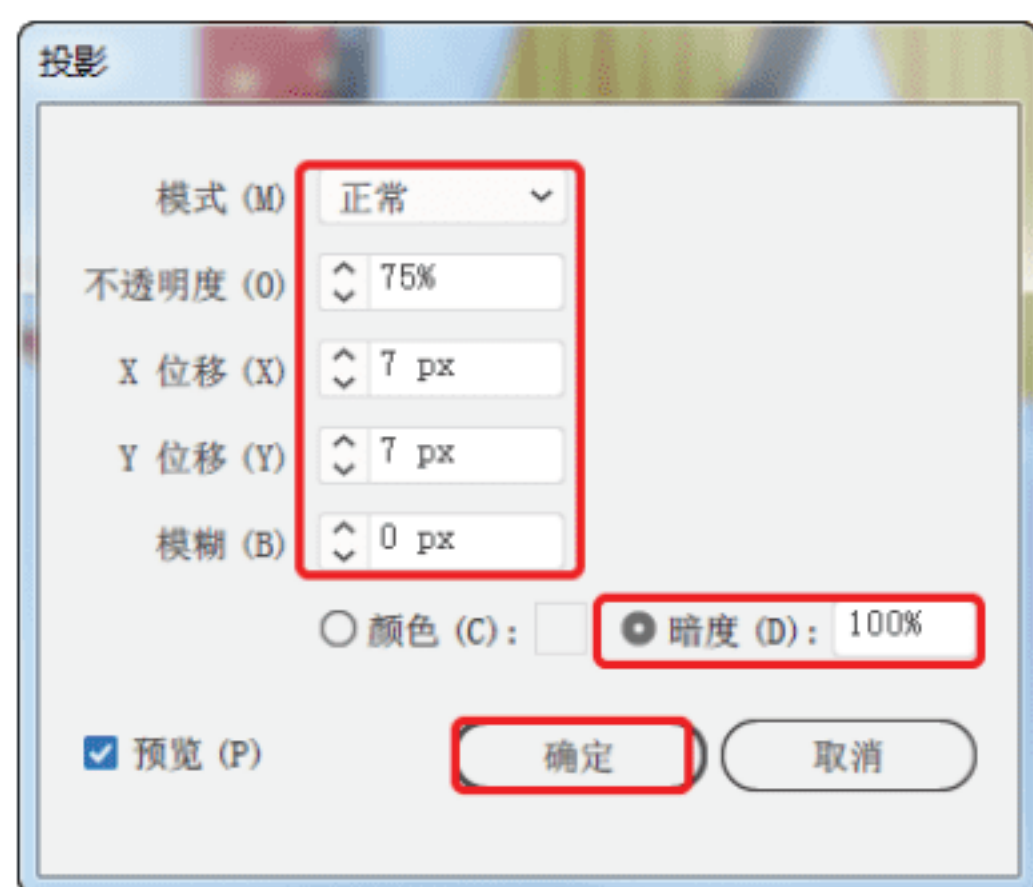 投影
模式 (M) 正常
不透明度 (O) 75%
X 位移 (X) 7 px
Y 位移 (Y) 7 px
模糊 (B) 0 px
颜色 (C): 暗度 (D): 100%
预览 (P) 确定 取消